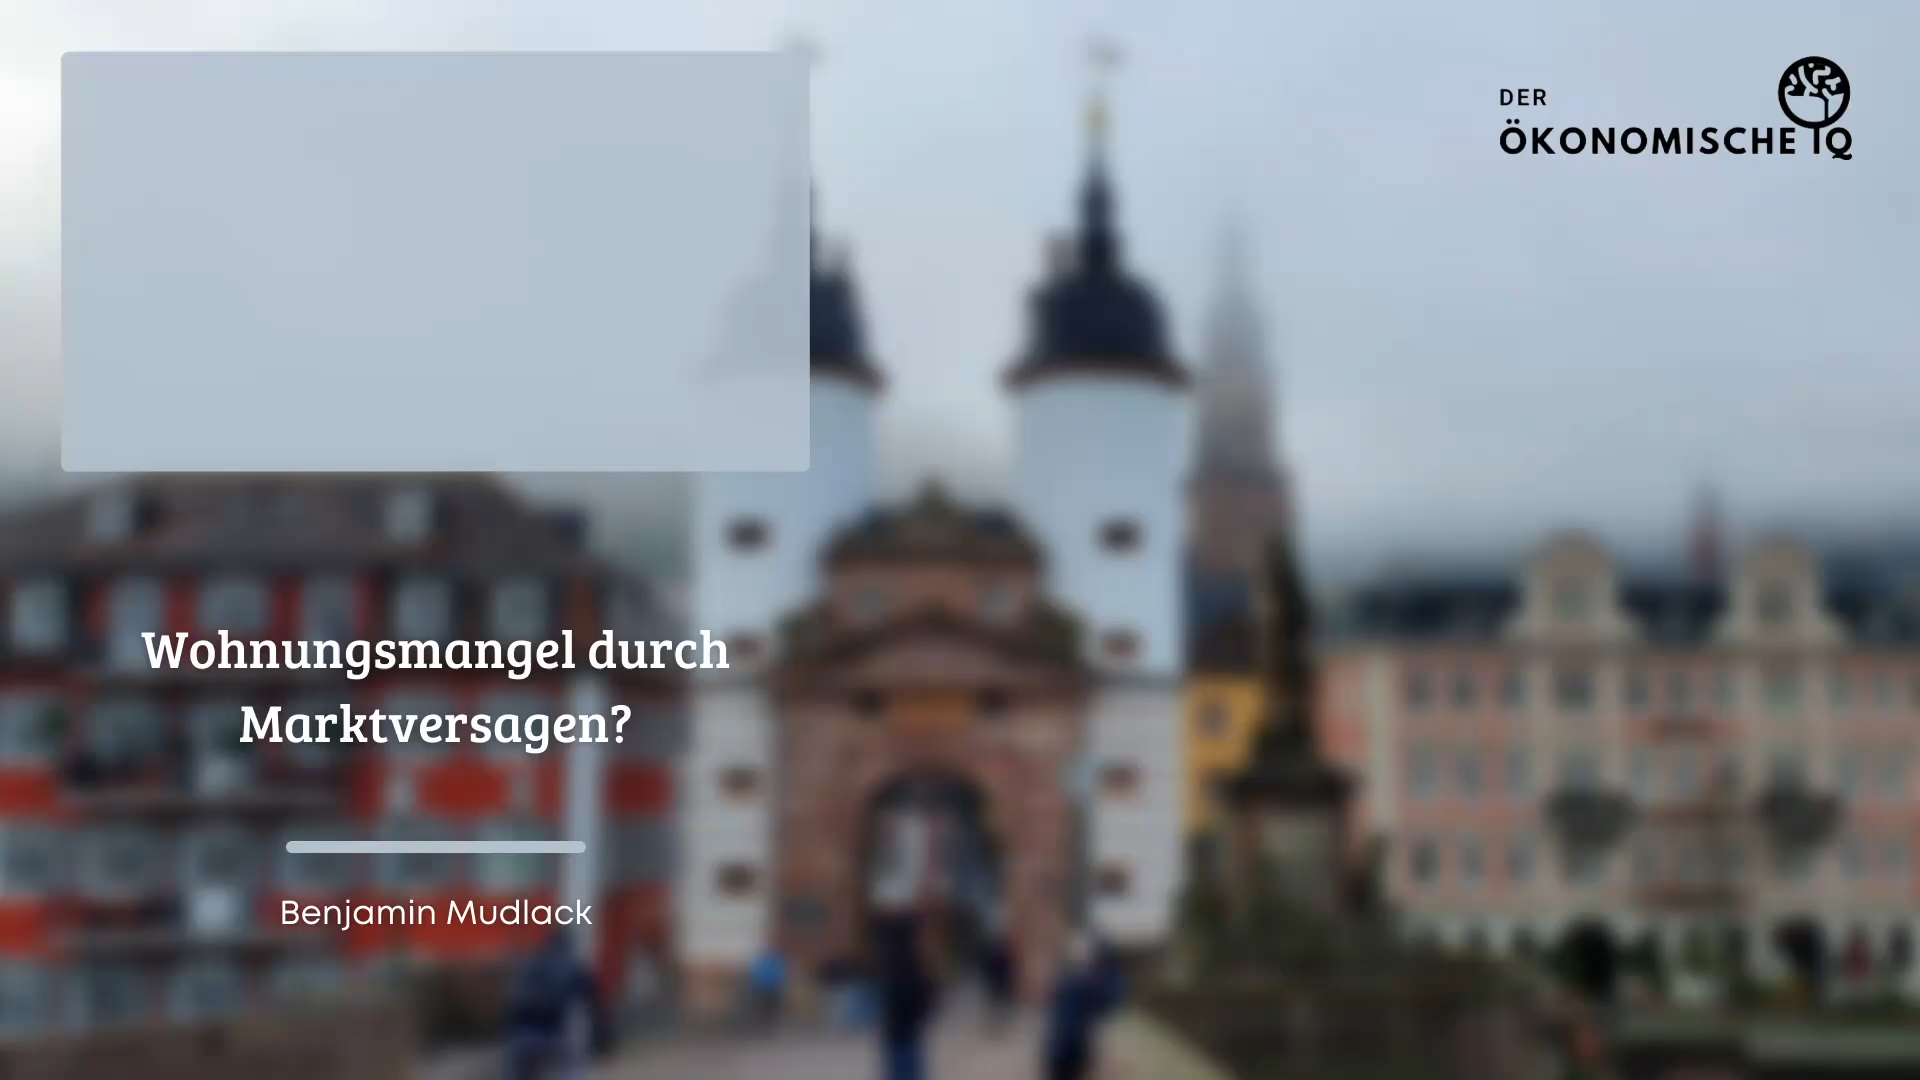 DER
ÖKONOMISCHE IQ
Wohnungsmangel durch
Marktversagen?
Benjamin Mudlack